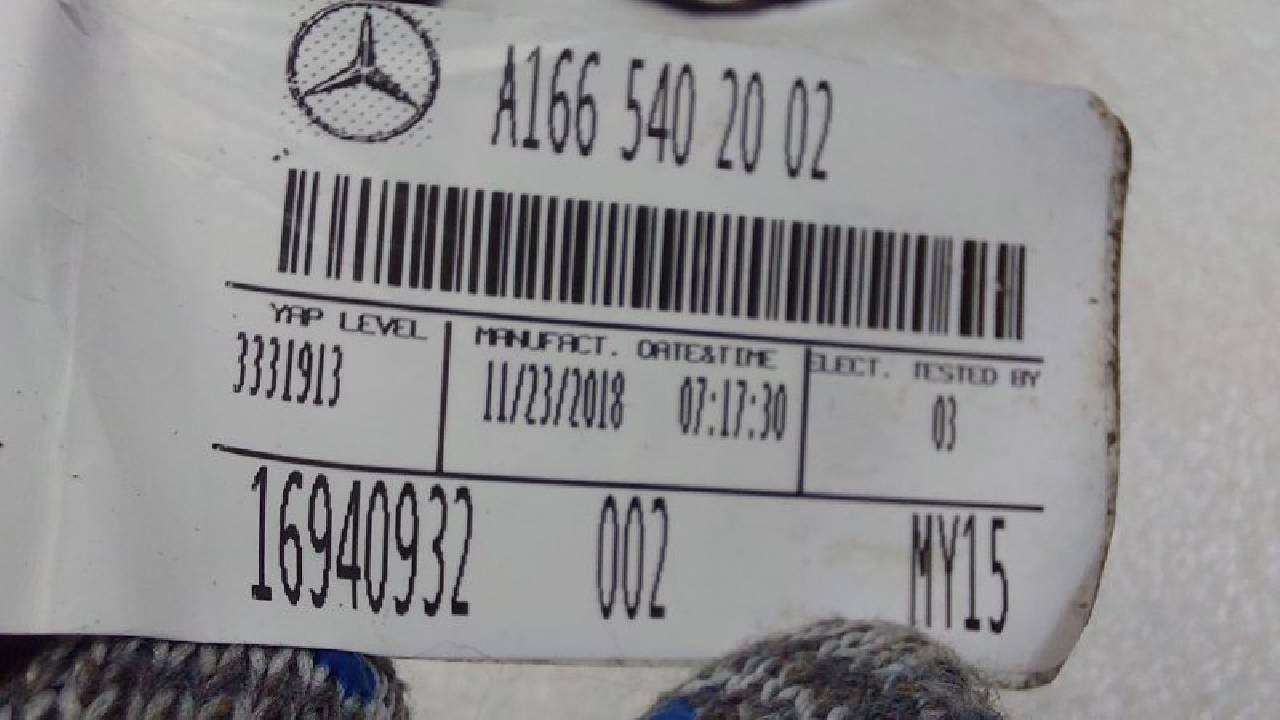 A166 540 20 02
YAP LEVEL MANUFACT. DATE&TIME ELECT. TESTED BY
3331913 11/23/2018 07:17:30 03
16940932 002 MY15